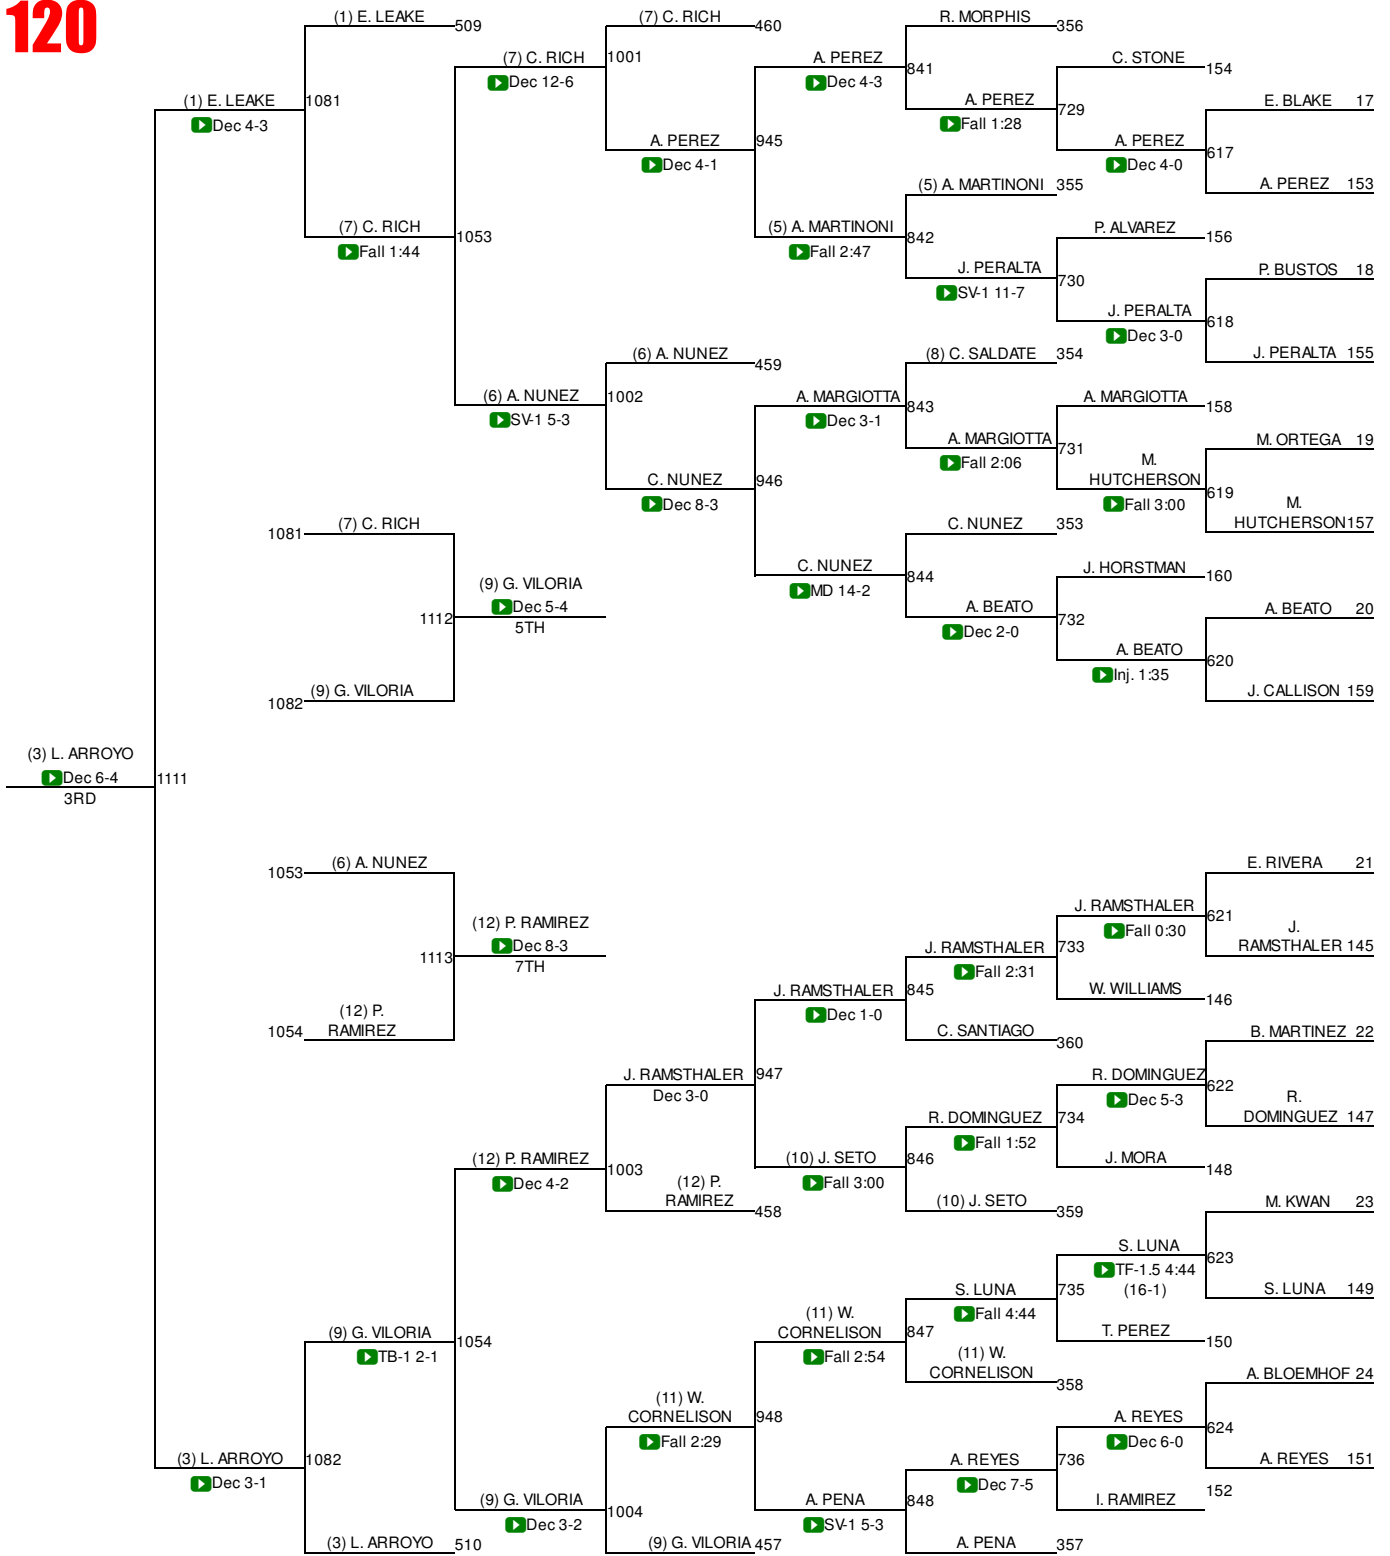 120
(1) E. LEAKE
509
(7) C. RICH
460
R. MORPHIS
356
(7) C. RICH
Dec 12-6
1001
A. PEREZ
Dec 4-3
841
C. STONE
154
(1) E. LEAKE
Dec 4-3
1081
A. PEREZ
Fall 1:28
729
E. BLAKE 17
A. PEREZ
Dec 4-1
945
A. PEREZ
Dec 4-0
617
A. PEREZ 153
(5) A. MARTINONI 355
(7) C. RICH
Fall 1:44
1053
(5) A. MARTINONI
Fall 2:47
842
P. ALVAREZ
156
J. PERALTA
SV-1 11-7
730
P. BUSTOS 18
J. PERALTA
Dec 3-0
618
J. PERALTA 155
(6) A. NUNEZ
459
(8) C. SALDATE 354
(6) A. NUNEZ
SV-1 5-3
1002
A. MARGIOTTA
Dec 3-1
843
A. MARGIOTTA
158
A. MARGIOTTA
Fall 2:06
731
M. ORTEGA 19
C. NUNEZ
Dec 8-3
946
M.
HUTCHERSON
Fall 3:00
619
M.
HUTCHERSON 157
1081
(7) C. RICH
C. NUNEZ 353
C. NUNEZ
MD 14-2
844
J. HORSTMAN
160
(9) G. VILORIA
Dec 5-4
5TH
1112
A. BEATO
Dec 2-0
732
A. BEATO 20
A. BEATO
Inj. 1:35
620
1082
(9) G. VILORIA
J. CALLISON 159
(3) L. ARROYO
Dec 6-4
3RD
1111
1053
(6) A. NUNEZ
E. RIVERA 21
(12) P. RAMIREZ
Dec 8-3
7TH
1113
J. RAMSTHALER
Fall 0:30
621
J.
RAMSTHALER 145
J. RAMSTHALER
Fall 2:31
733
J. RAMSTHALER
Dec 1-0
845
W. WILLIAMS
146
1054
(12) P.
RAMIREZ
C. SANTIAGO
360
B. MARTINEZ 22
J. RAMSTHALER
Dec 3-0
947
R. DOMINGUEZ
Dec 5-3
622
R.
DOMINGUEZ 147
R. DOMINGUEZ
Fall 1:52
734
(12) P. RAMIREZ
Dec 4-2
1003
(10) J. SETO
Fall 3:00
846
J. MORA
148
(12) P.
RAMIREZ
458
(10) J. SETO
359
M. KWAN 23
S. LUNA
TF-1.5 4:44
(16-1)
623
S. LUNA 149
S. LUNA
Fall 4:44
735
(9) G. VILORIA
TB-1 2-1
1054
(11) W.
CORNELISON
Fall 2:54
847
T. PEREZ
150
(11) W.
CORNELISON
358
A. BLOEMHOF 24
(11) W.
CORNELISON
Fall 2:29
948
A. REYES
Dec 6-0
624
A. REYES 151
(3) L. ARROYO
Dec 3-1
1082
A. REYES
Dec 7-5
736
(9) G. VILORIA
Dec 3-2
1004
A. PENA
SV-1 5-3
848
I. RAMIREZ
152
(3) L. ARROYO 510
(9) G. VILORIA 457
A. PENA 357